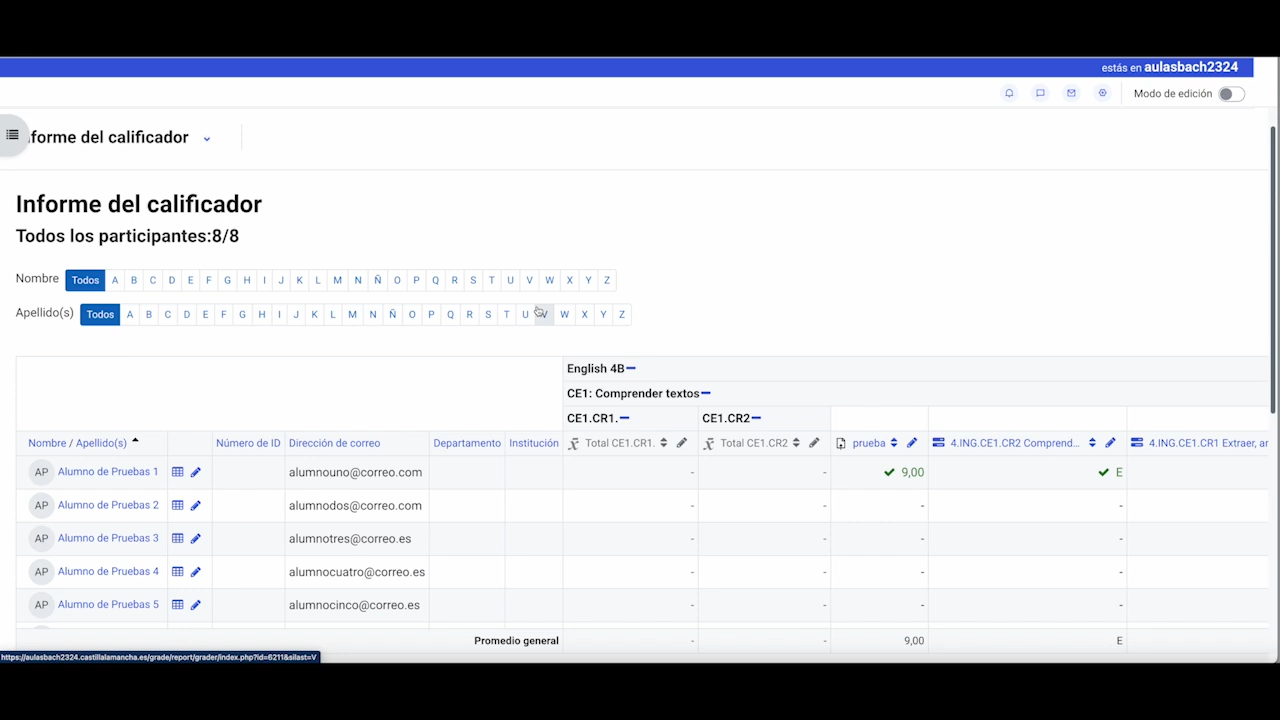 estás en aulasbach2324
Modo de edición
forme del calificador
Informe del calificador
Todos los participantes:8/8
Nombre Todos A B C D E F G H I J K L M N Ñ O P Q R S T U V W X Y Z
Apellido(s) Todos A B C D E F G H I J K L M N Ñ O P Q R S T U V W X Y Z
English 4B
CE1: Comprender textos
CE1.CR1. CE1.CR2
Nombre / Apellido(s) Número de ID Dirección de correo Departamento Institución Total CE1.CR1. Total CE1.CR2 prueba 4.ING.CE1.CR2 Comprend... 4.ING.CE1.CR1 Extraer, ar
AP Alumno de Pruebas 1 alumnouno@correo.com - - 9,00 E
AP Alumno de Pruebas 2 alumnodos@correo.com - - - -
AP Alumno de Pruebas 3 alumnotres@correo.es - - - -
AP Alumno de Pruebas 4 alumnocuatro@correo.es - - - -
AP Alumno de Pruebas 5 alumnocinco@correo.es - - - -
Promedio general - - 9,00 E
https://aulasbach2324.castillalamancha.es/grade/report/grader/index.php?id=6211&silast=V